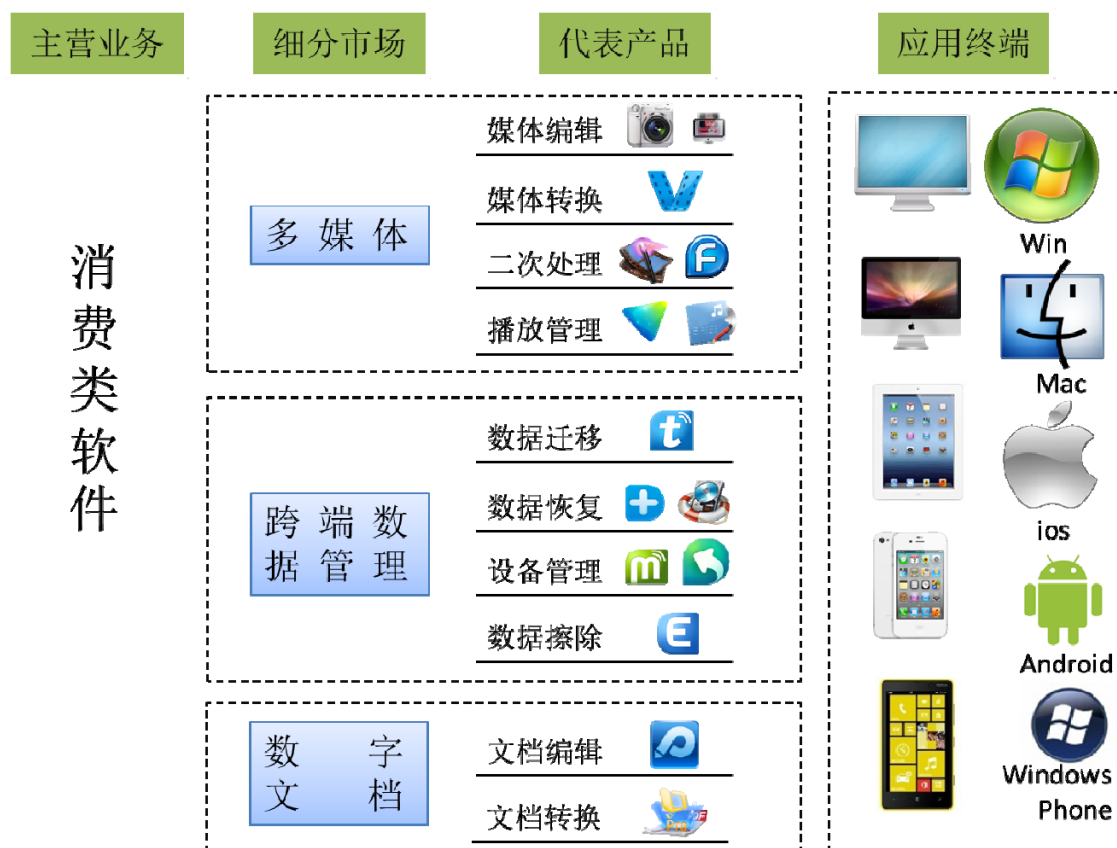 主营业务
细分市场
代表产品
应用终端
消费类软件
多媒体
媒体编辑
媒体转换
二次处理
播放管理
跨端数
据管理
数据迁移
数据恢复
设备管理
数据擦除
数字
文档
文档编辑
文档转换
Win
Mac
ios
Android
Windows
Phone